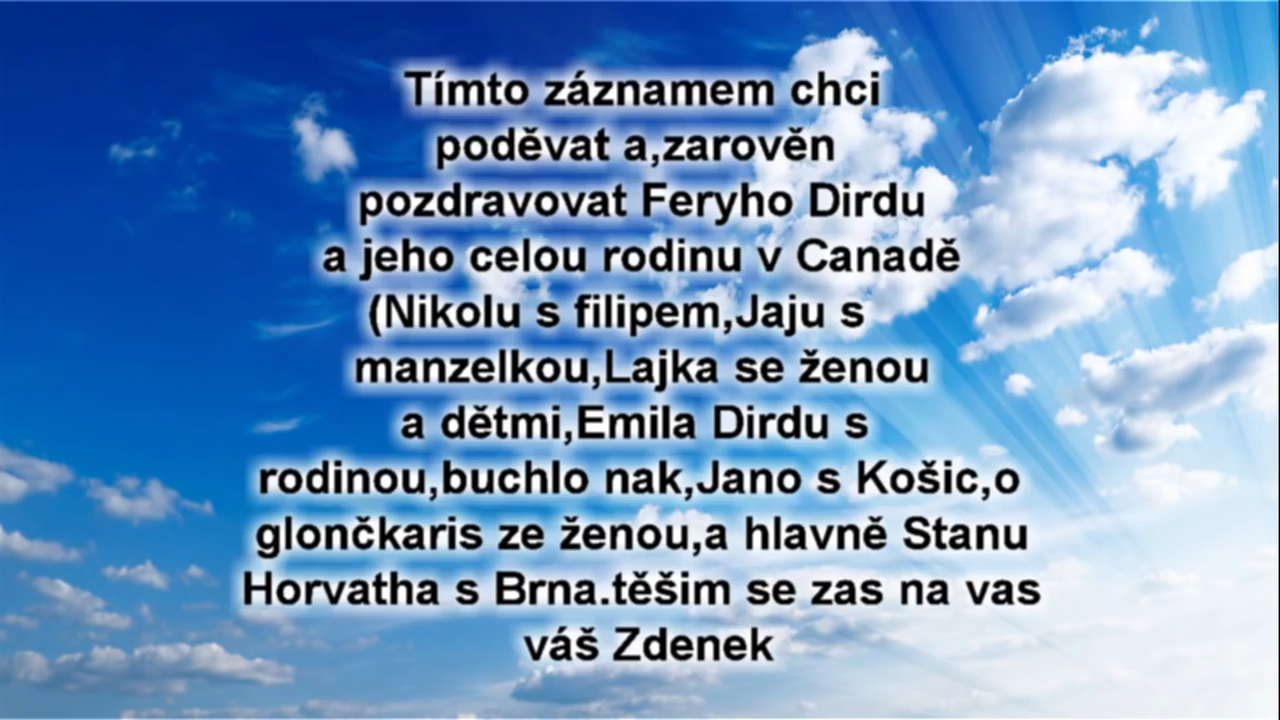 Tímto záznamem chci
poděvat a,zarověn
pozdravovat Feryho Dirdu
a jeho celou rodinu v Canadě
(Nikolu s filipem,Jaju s
manzelkou,Lajka se ženou
a dětmi,Emila Dirdu s
rodinou,buchlo nak,Jano s Košic,o
glončkaris ze ženou,a hlavně Stanu
Horvatha s Brna.těšim se zas na vas
váš Zdenek